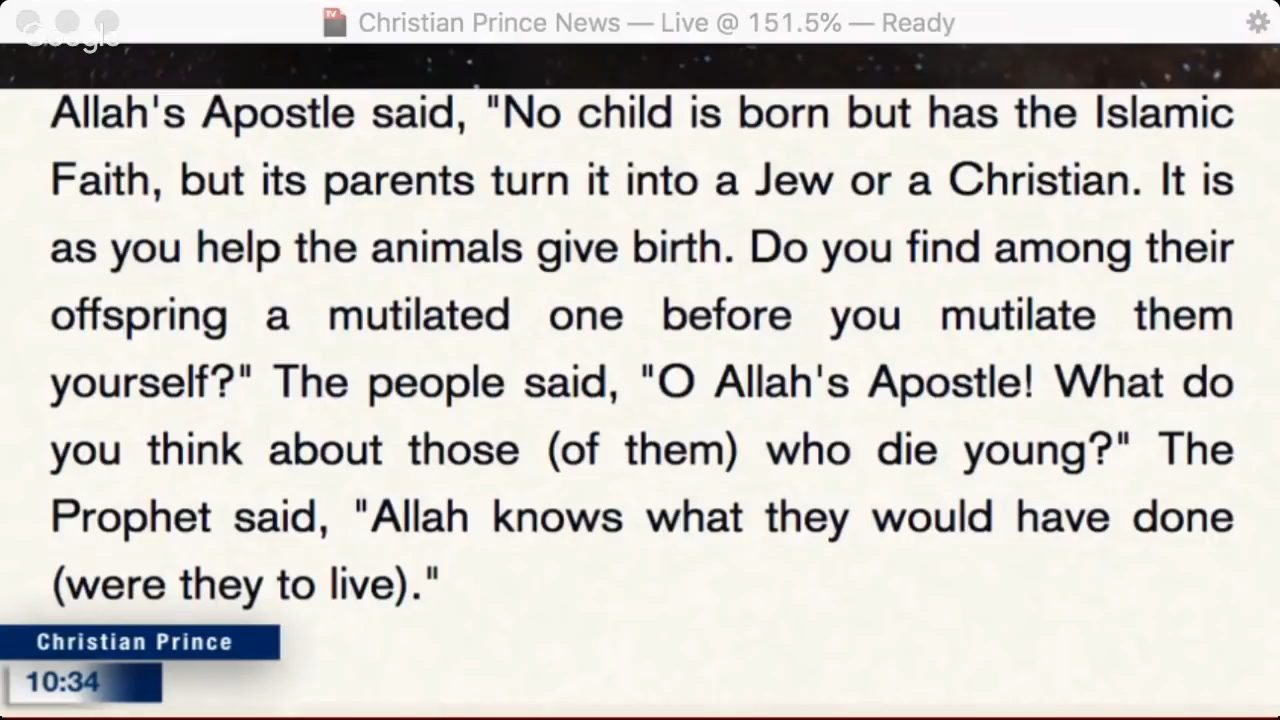 Christian Prince News — Live @ 151.5% — Ready
Google
Allah's Apostle said, "No child is born but has the Islamic
Faith, but its parents turn it into a Jew or a Christian. It is
as you help the animals give birth. Do you find among their
offspring a mutilated one before you mutilate them
yourself?" The people said, "O Allah's Apostle! What do
you think about those (of them) who die young?" The
Prophet said, "Allah knows what they would have done
(were they to live)."
Christian Prince
10:34